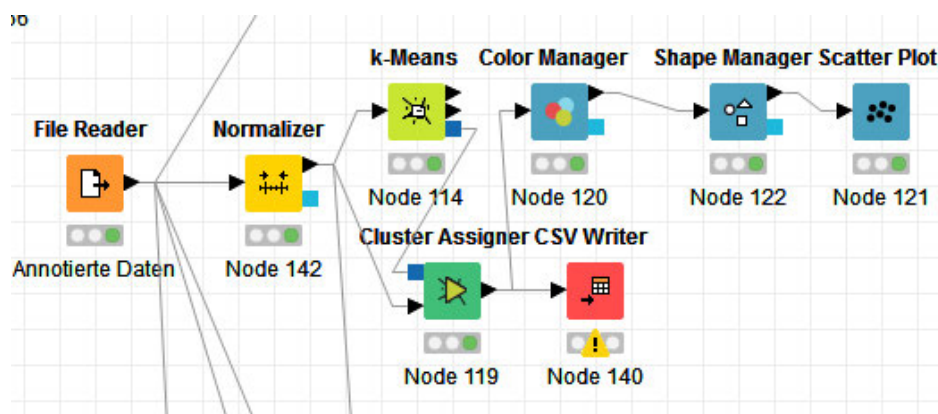 k-Means Color Manager Shape Manager Scatter Plot
File Reader Normalizer
Node 114 Node 120 Node 122 Node 121
Cluster Assigner CSV Writer
Annotierte Daten Node 142
Node 119 Node 140